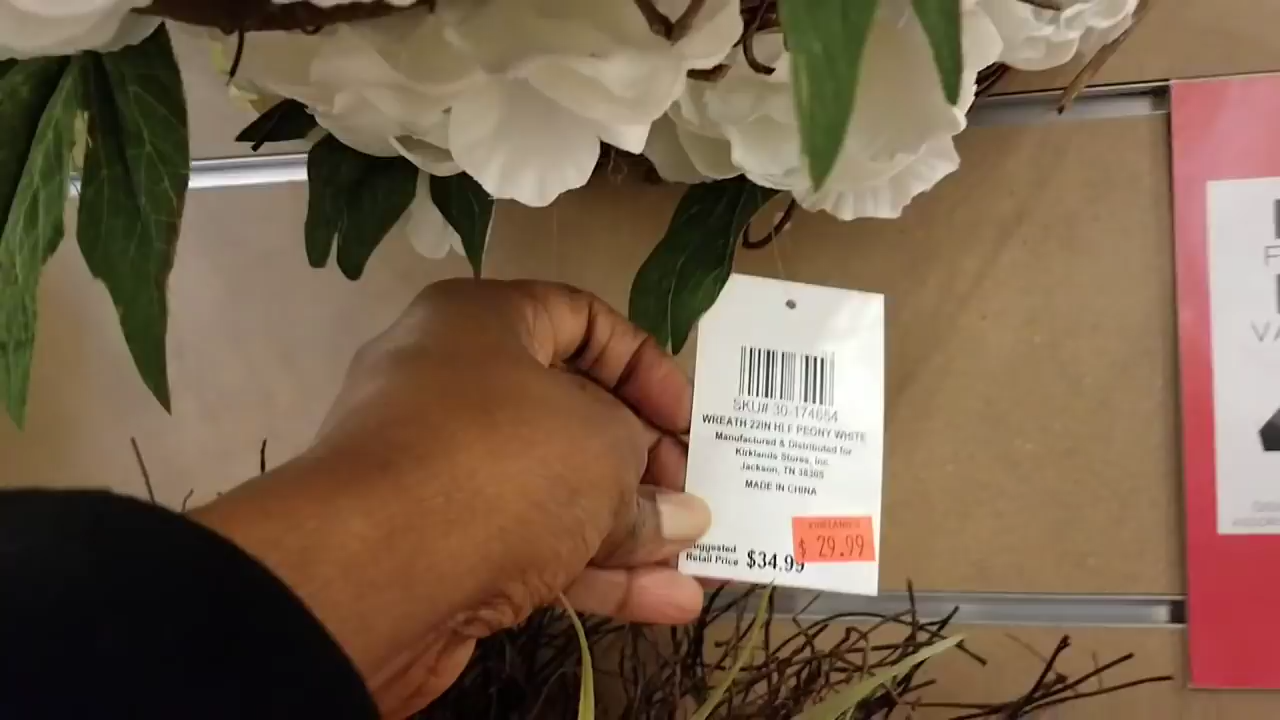 SKU# 30-174654
WREATH 22IN HLF PEONY WHITE
Manufactured & Distributed for
Kirklands Stores, Inc.
Jackson, TN 38305
MADE IN CHINA
KIRKLAND'S
$ 29.99
Suggested
Retail Price $34.99